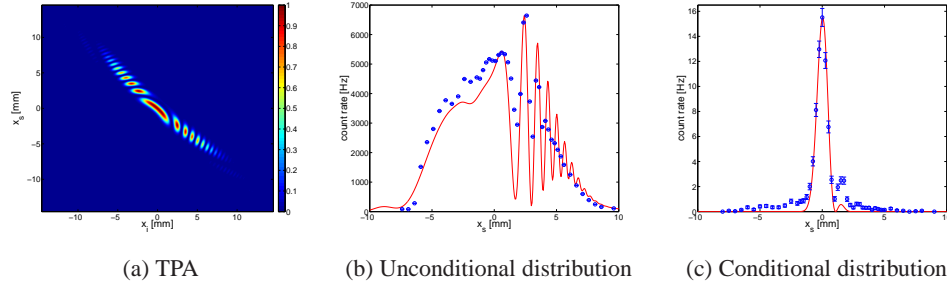 10
5
0
−5
−10
x_s [mm]
−10 −5 0 5 10
x_i [mm]
1
0.9
0.8
0.7
0.6
0.5
0.4
0.3
0.2
0.1
0
(a) TPA
7000
6000
5000
4000
3000
2000
1000
0
count rate [Hz]
−10 −5 0 5 10
x_s [mm]
(b) Unconditional distribution
16
14
12
10
8
6
4
2
0
count rate [Hz]
−10 −5 0 5 10
x_s [mm]
(c) Conditional distribution